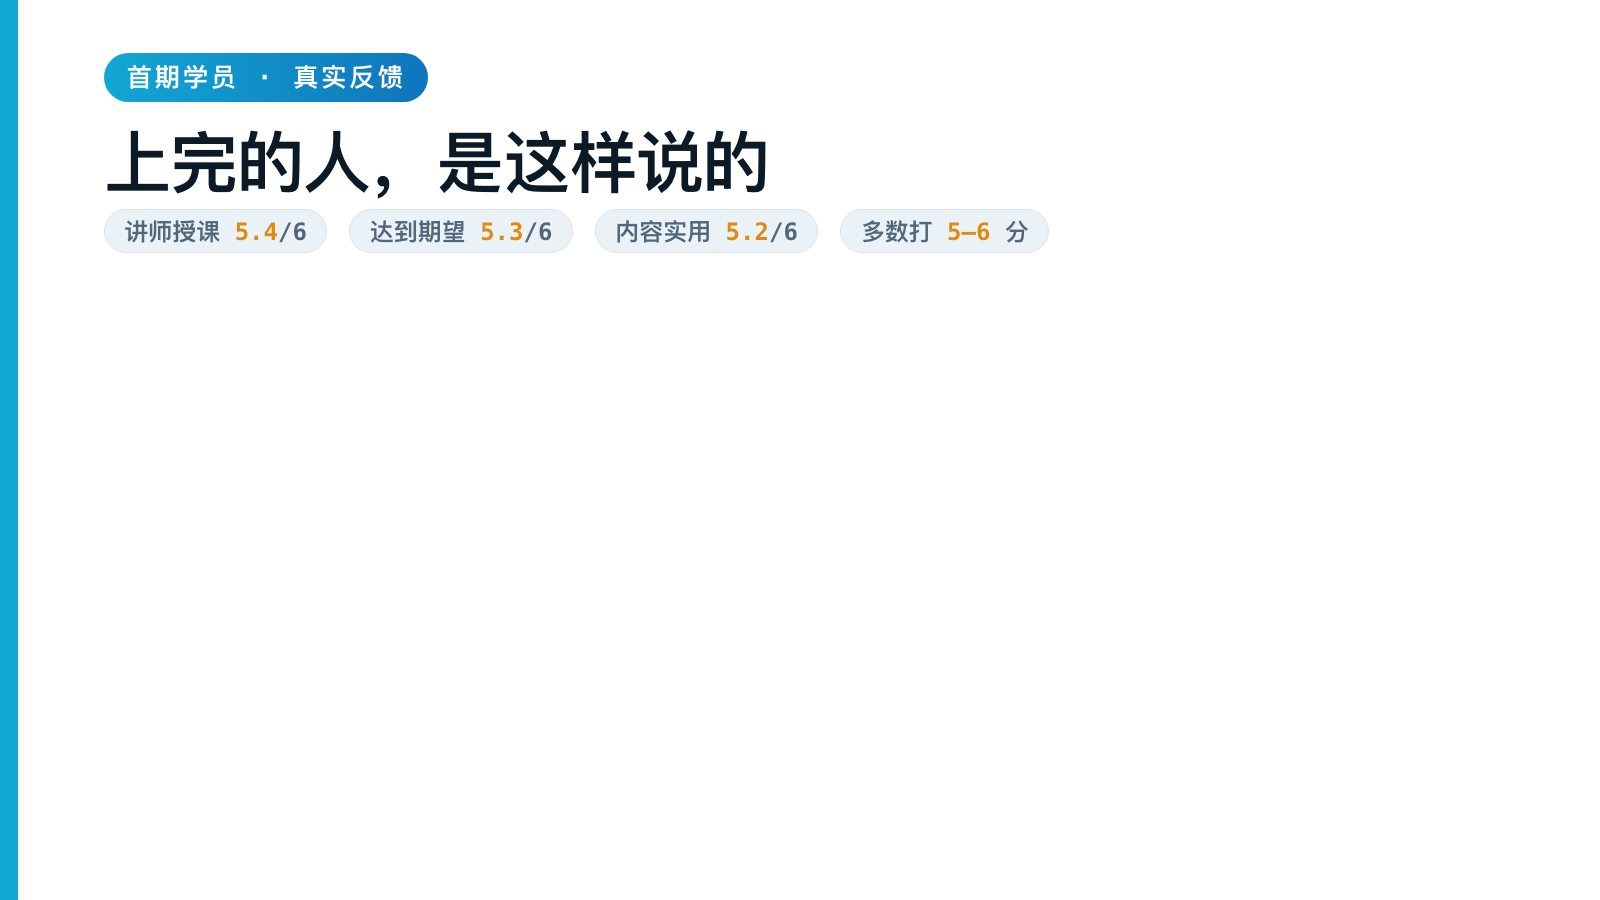 首期学员 · 真实反馈
上完的人，是这样说的
讲师授课 5.4/6 达到期望 5.3/6 内容实用 5.2/6 多数打 5–6 分